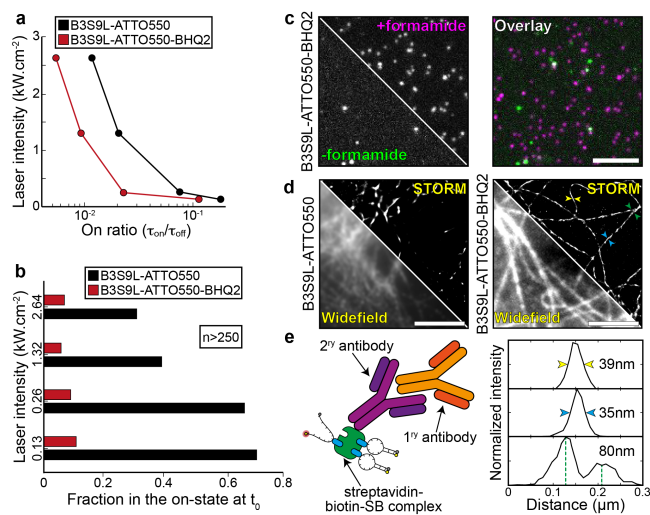 a
B3S9L-ATTO550
B3S9L-ATTO550-BHQ2
Laser intensity (kW.cm⁻²)
3
2
1
0
10⁻²
10⁻¹
On ratio (τon/τoff)
b
B3S9L-ATTO550
B3S9L-ATTO550-BHQ2
n>250
Laser intensity (kW.cm⁻²)
2.64
1.32
0.26
0.13
0
0.2
0.4
0.6
0.8
Fraction in the on-state at t₀
c
B3S9L-ATTO550-BHQ2
+formamide
-formamide
Overlay
d
B3S9L-ATTO550
STORM
Widefield
B3S9L-ATTO550-BHQ2
STORM
Widefield
e
2ry antibody
1ry antibody
streptavidin-
biotin-SB complex
Normalized intensity
39nm
35nm
80nm
0
0.1
0.2
0.3
Distance (μm)